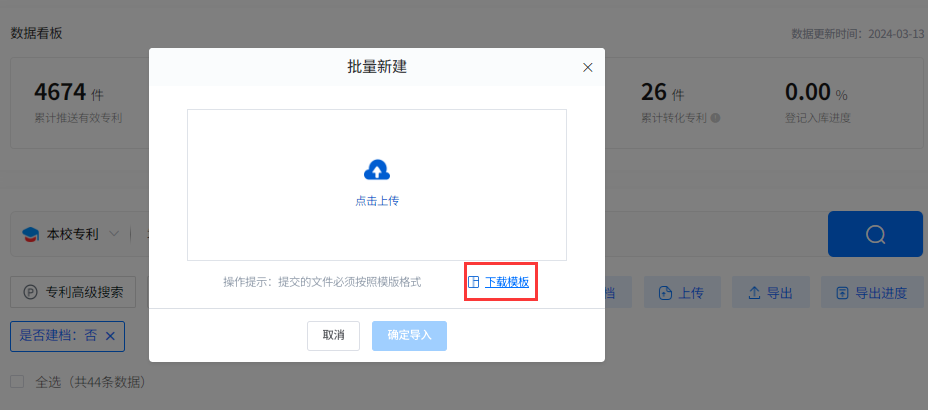 数据看板
数据更新时间：2024-03-13
批量新建
4674 件
26 件
0.00 %
累计推送有效专利
累计转化专利
登记入库进度
点击上传
本校专利
操作提示：提交的文件必须按照模版格式
下载模板
专利高级搜索
档
上传
导出
导出进度
是否建档：否
取消
确定导入
全选（共44条数据）